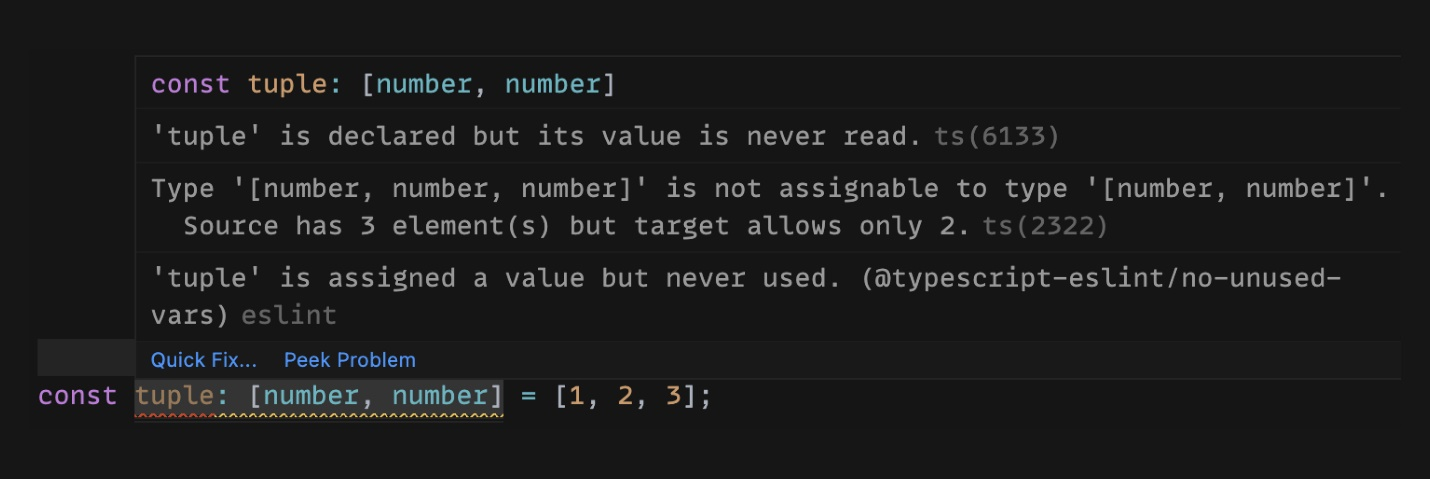 const tuple: [number, number]
'tuple' is declared but its value is never read. ts(6133)
Type '[number, number, number]' is not assignable to type '[number, number]'.
  Source has 3 element(s) but target allows only 2. ts(2322)
'tuple' is assigned a value but never used. (@typescript-eslint/no-unused-
vars) eslint
Quick Fix... Peek Problem
const tuple: [number, number] = [1, 2, 3];